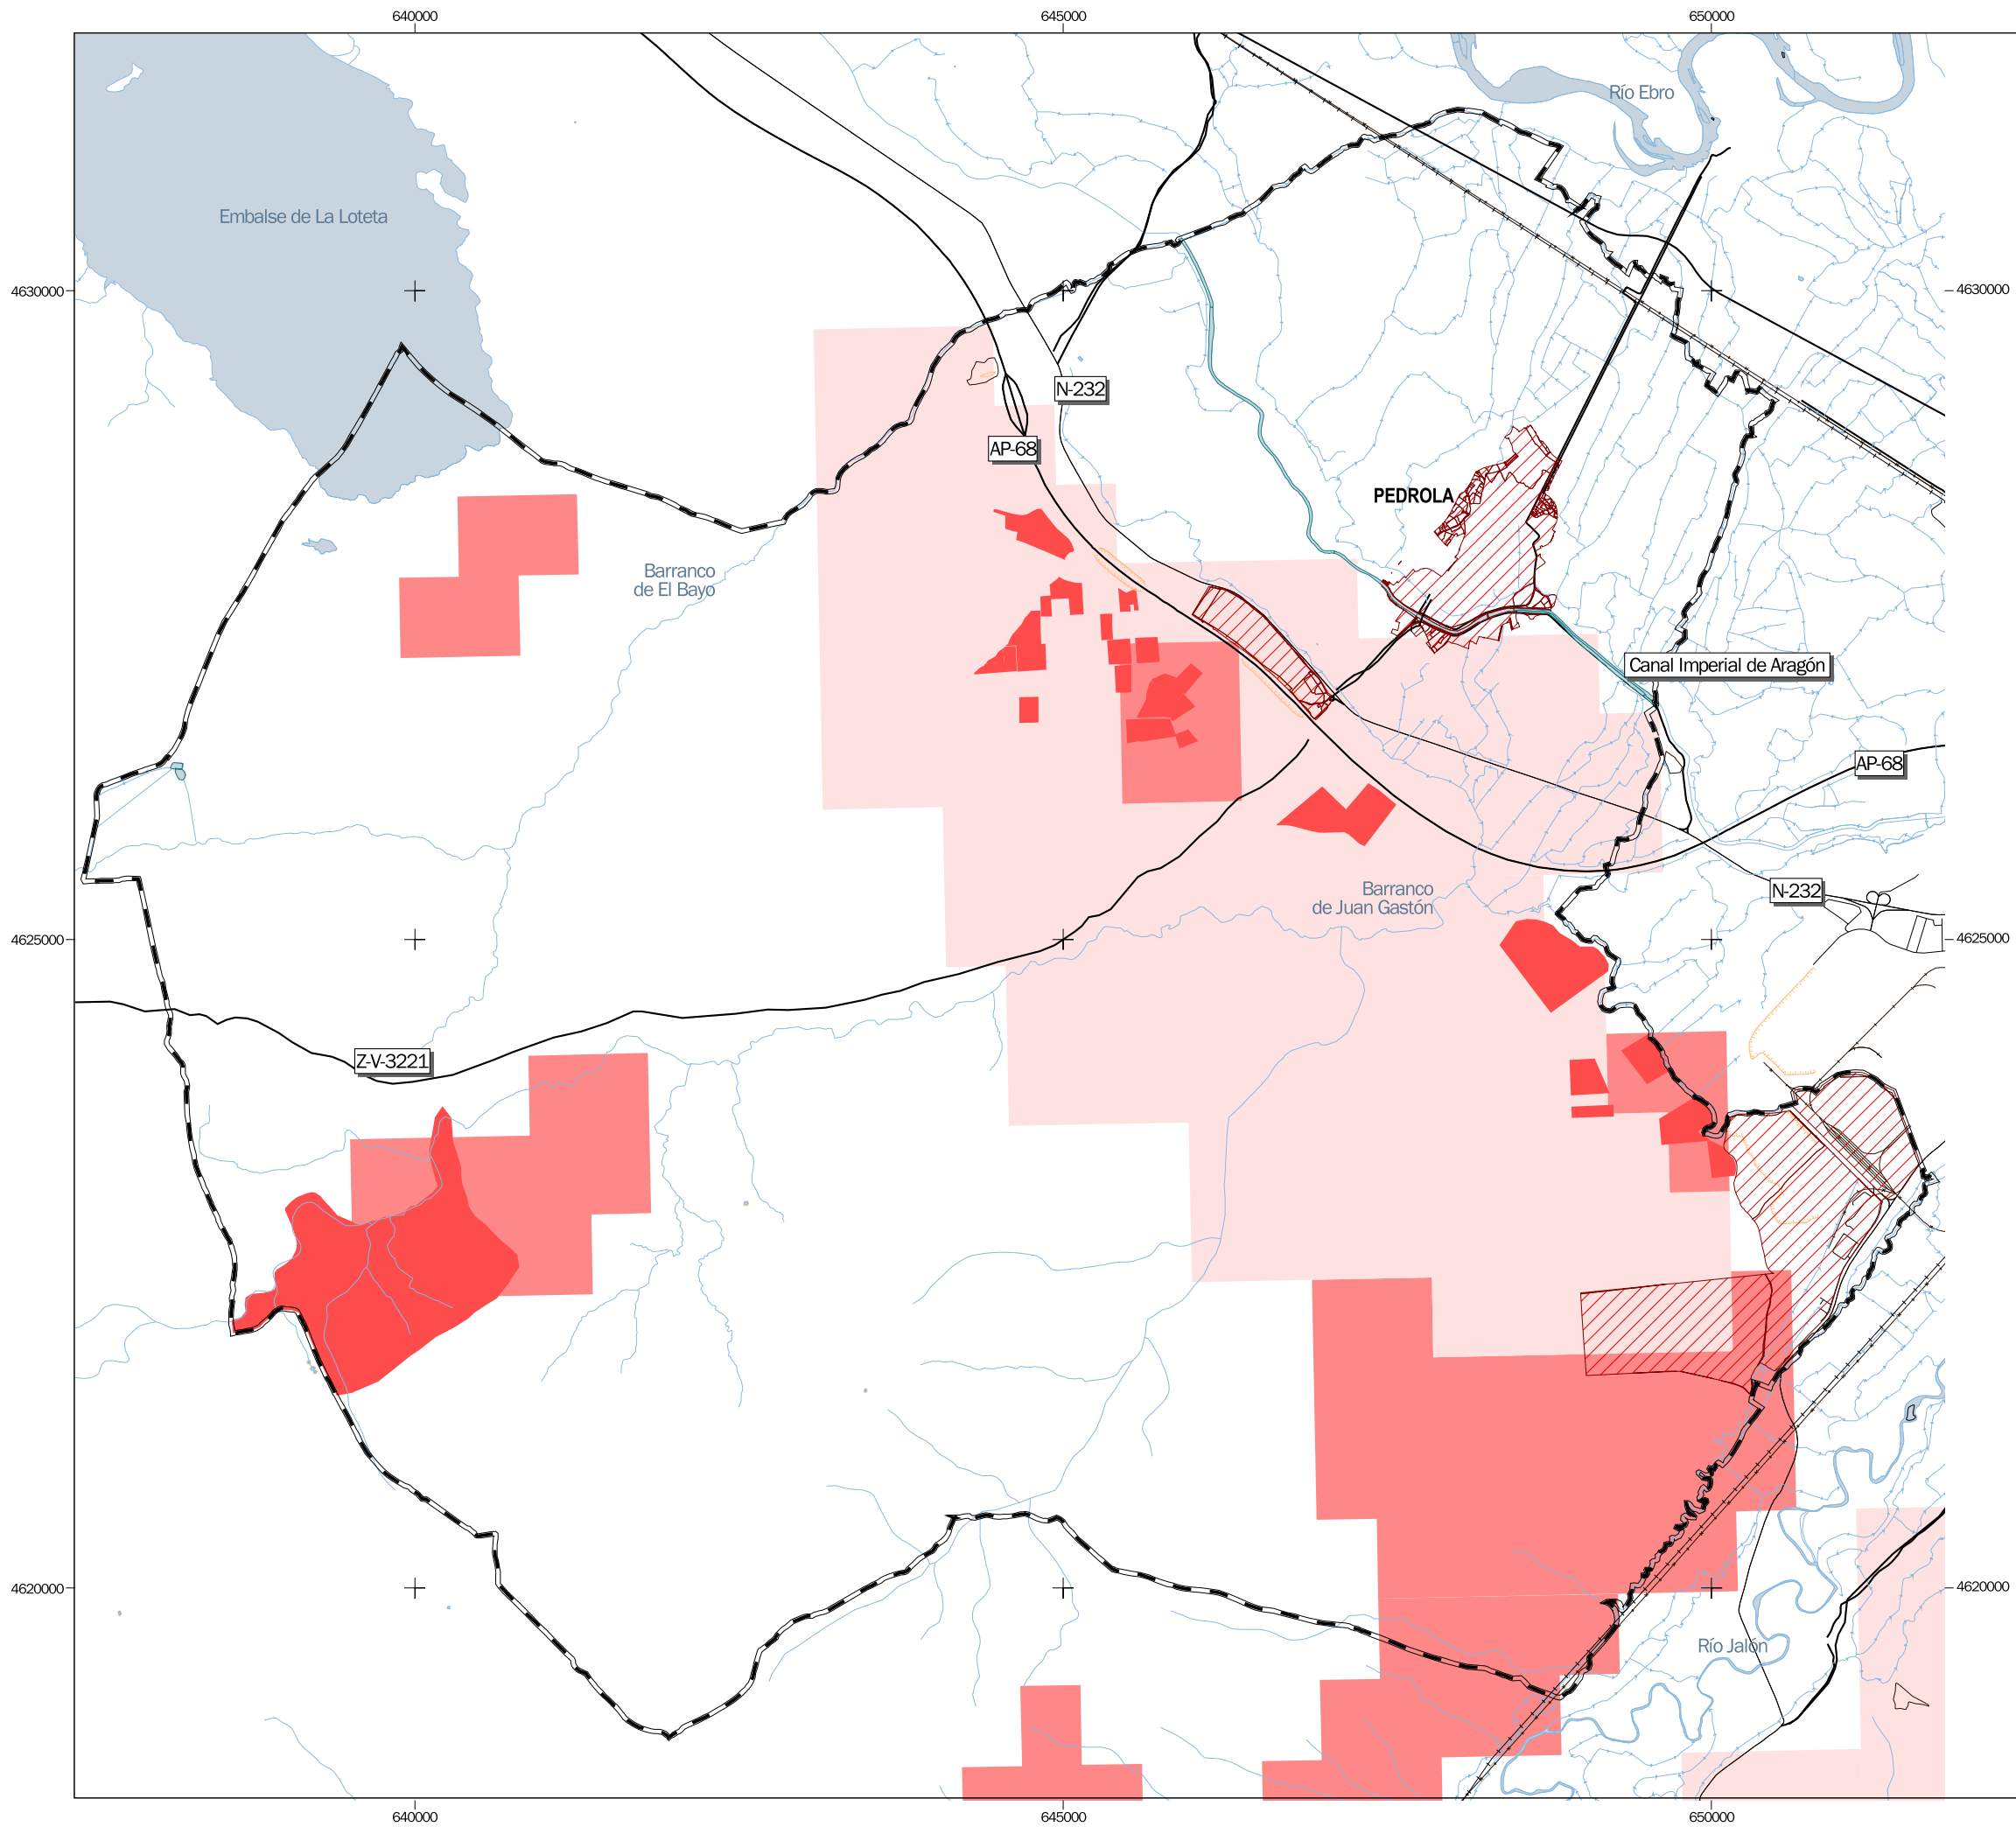 640000
645000
650000
Río Ebro
Embalse de La Loteta
4630000
4630000
N-232
AP-68
PEDROLA
Barranco
de El Bayo
Canal Imperial de Aragón
AP-68
Barranco
de Juan Gastón
N-232
4625000
4625000
Z-V-3221
4620000
4620000
Río Jalón
640000
645000
650000